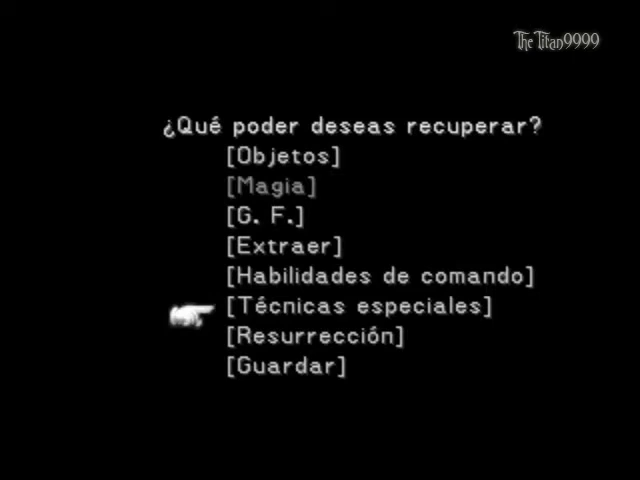 The Titan9999
¿Qué poder deseas recuperar?
[Objetos]
[Magia]
[G. F.]
[Extraer]
[Habilidades de comando]
[Técnicas especiales]
[Resurrección]
[Guardar]